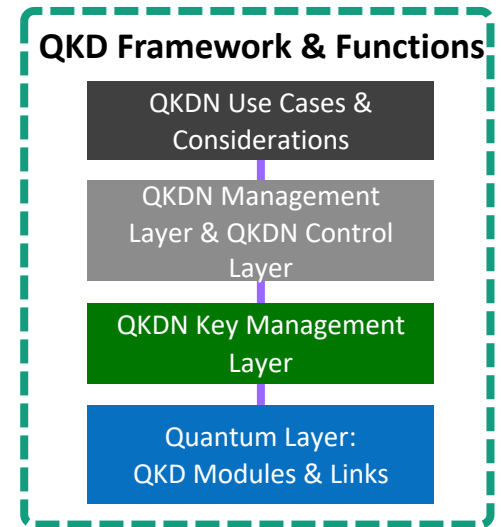 QKD Framework & Functions
QKDN Use Cases &
Considerations
QKDN Management
Layer & QKDN Control
Layer
QKDN Key Management
Layer
Quantum Layer:
QKD Modules & Links